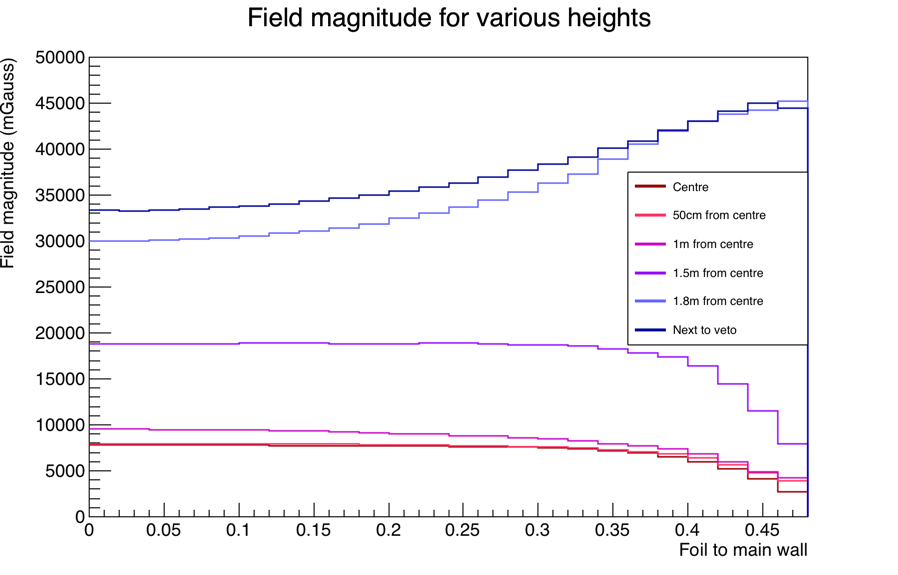 Field magnitude for various heights
Field magnitude (mGauss)
50000
45000
40000
35000
30000
25000
20000
15000
10000
5000
0
Centre
50cm from centre
1m from centre
1.5m from centre
1.8m from centre
Next to veto
0 0.05 0.1 0.15 0.2 0.25 0.3 0.35 0.4 0.45
Foil to main wall